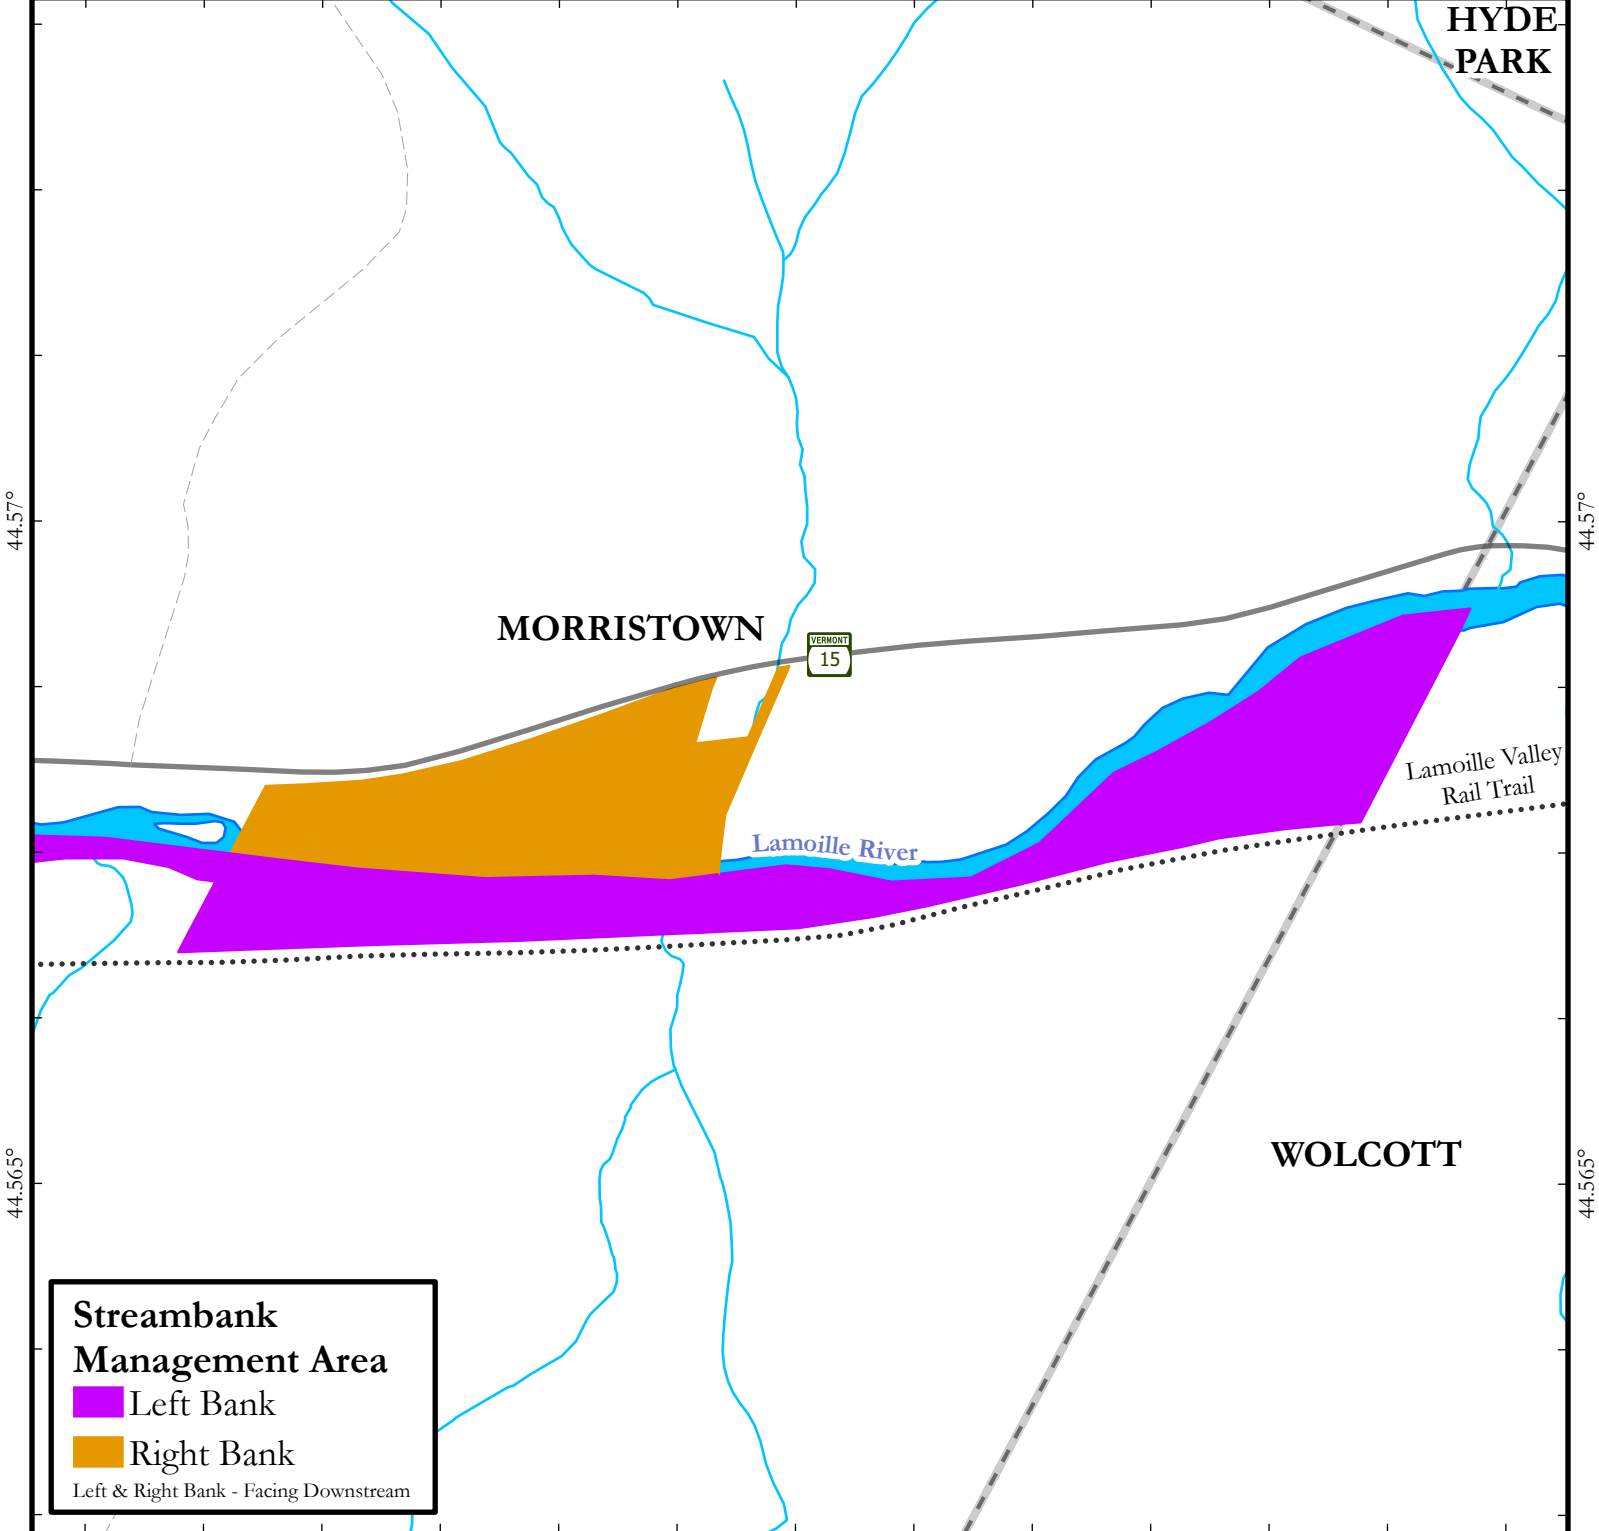 HYDE
PARK
44.57°
44.57°
MORRISTOWN
VERMONT
15
Lamoille Valley
Rail Trail
Lamoille River
44.565°
44.565°
WOLCOTT
Streambank
Management Area
Left Bank
Right Bank
Left & Right Bank - Facing Downstream